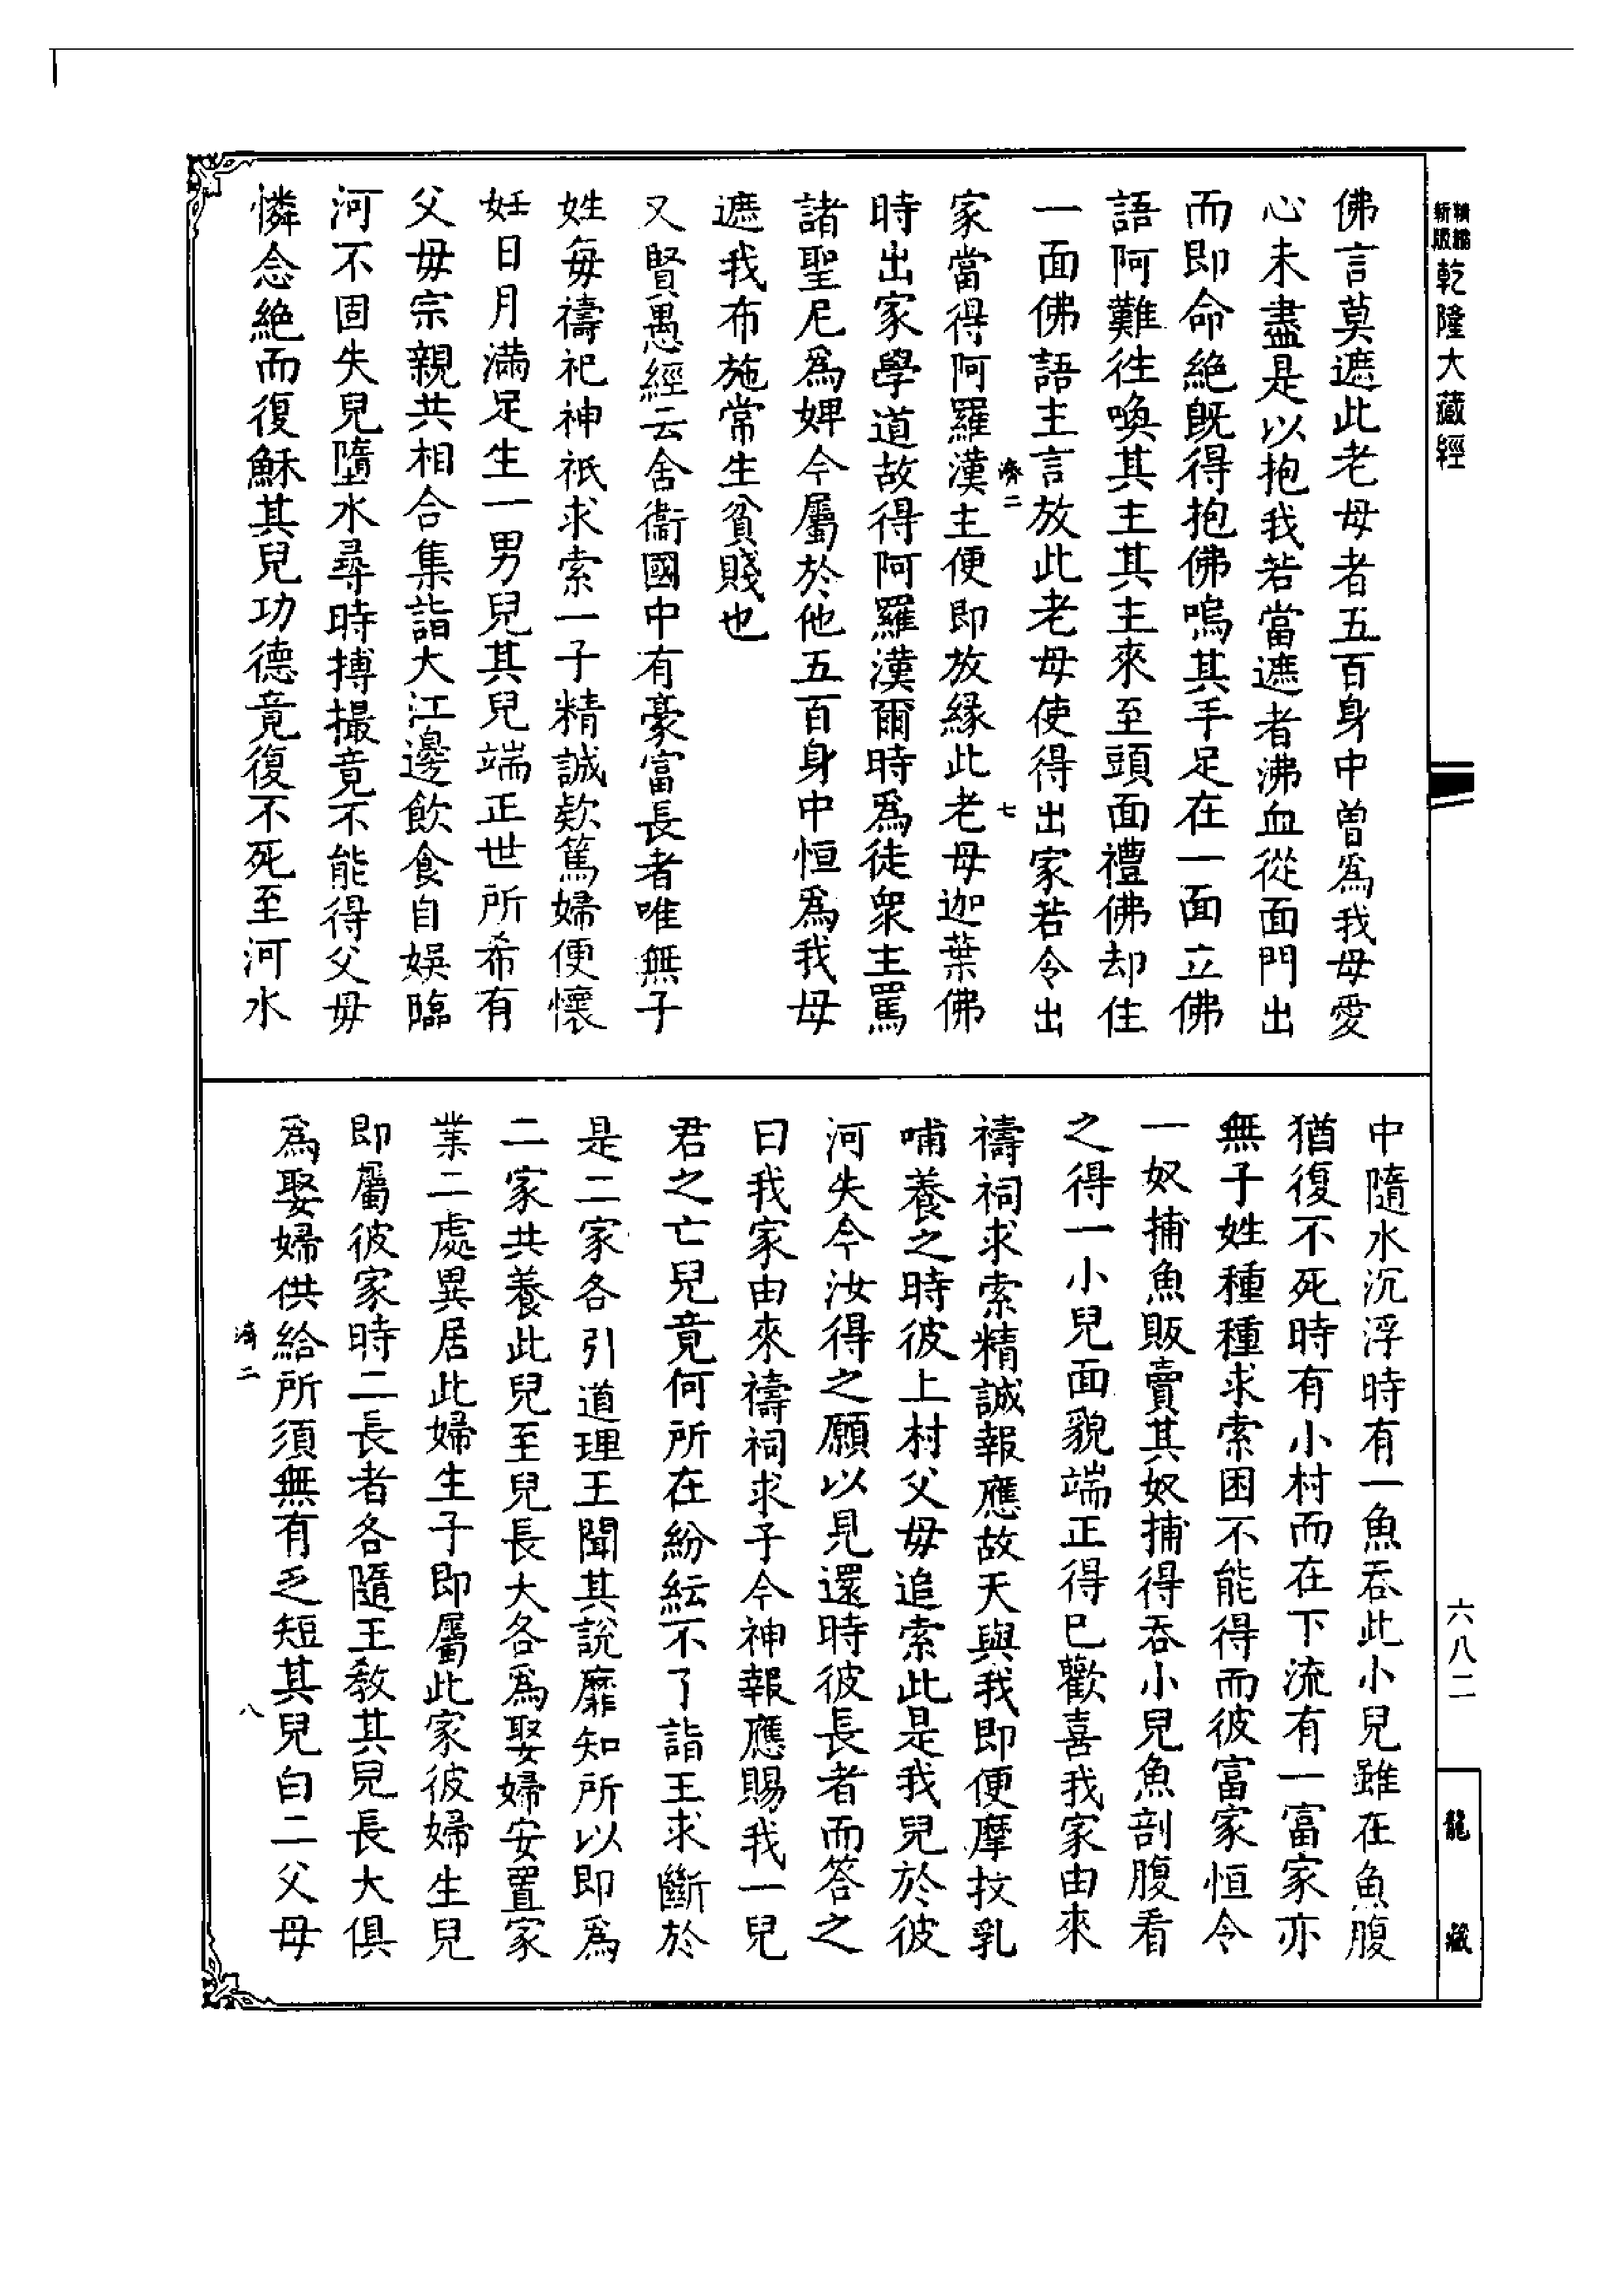 新版
精縮
乾隆大藏經
佛言莫遮此老母者五百身中曾爲我母愛
心未盡是以抱我若當遮者沸血從面門出
而即命絶既得抱佛嗚其手足在一面立佛
語阿難往喚其主其主來至頭面禮佛却住
一面佛語主言放此老母使得出家若令出
濟二
七
家當得阿羅漢主便即放緣此老母迦葉佛
時出家學道故得阿羅漢爾時爲徒衆主罵
諸聖尼爲婢今屬於他五百身中恒爲我母
遮我布施常生貧賤也
又賢愚經云舍衞國中有豪富長者唯無子
姓每禱祀神祇求索一子精誠欵篤婦便懷
妊日月滿足生一男兒其兒端正世所希有
父母宗親共相合集詣大江邊飲食自娛臨
河不固失兒墮水尋時搏撮竟不能得父母
憐念絶而復穌其兒功德竟復不死至河水
中隨水沉浮時有一魚吞此小兒雖在魚腹
猶復不死時有小村而在下流有一富家亦
無子姓種種求索困不能得而彼富家恒令
一奴捕魚販賣其奴捕得吞小兒魚剖腹看
之得一小兒面貌端正得已歡喜我家由來
禱祠求索精誠報應故天與我即便摩抆乳
哺養之時彼上村父母追索此是我兒於彼
河失今汝得之願以見還時彼長者而答之
曰我家由來禱祠求子今神報應賜我一兒
君之亡兒竟何所在紛紜不了詣王求斷於
是二家各引道理王聞其說靡知所以即爲
二家共養此兒至兒長大各爲娶婦安置家
業二處異居此婦生子即屬此家彼婦生兒
即屬彼家時二長者各隨王教其兒長大俱
爲娶婦供給所須無有乏短其兒白二父母
濟二
八
六八二
龍藏